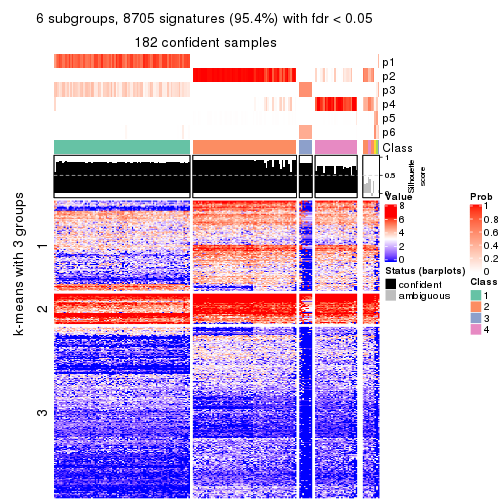 6 subgroups, 8705 signatures (95.4%) with fdr < 0.05
182 confident samples
p1
p2
p3
p4
p5
p6
Class
1
0.5
0
Silhouette
score
k-means with 3 groups
1
2
3
Value
8
6
4
2
0
Status (barplots)
confident
ambiguous
Prob
1
0.8
0.6
0.4
0.2
0
Class
1
2
3
4